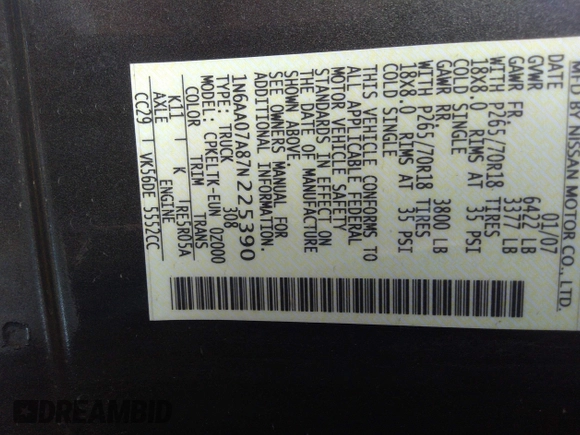 MFD BY NISSAN MOTOR CO., LTD.
DATE 01/07
GVWR 6422 LB
GAWR FR. 3377 LB
WITH P265/70R18 TIRES
18X8.0 RIMS AT 35 PSI
COLD SINGLE
GAWR RR. 3800 LB
WITH P265/70R18 TIRES
18X8.0 RIMS AT 35 PSI
COLD SINGLE
THIS VEHICLE CONFORMS TO
ALL APPLICABLE FEDERAL
MOTOR VEHICLE SAFETY
STANDARDS IN EFFECT ON
THE DATE OF MANUFACTURE
SHOWN ABOVE.
SEE OWNERS MANUAL FOR
ADDITIONAL INFORMATION.
1N6AA07A87N225390
TYPE: TRUCK 308
MODEL: CPKELTK-EUN 02000
COLOR TRIM TRANS
K11 K RE5R05A
AXLE ENGINE
CC29 VK56DE 5552CC
DREAMBID